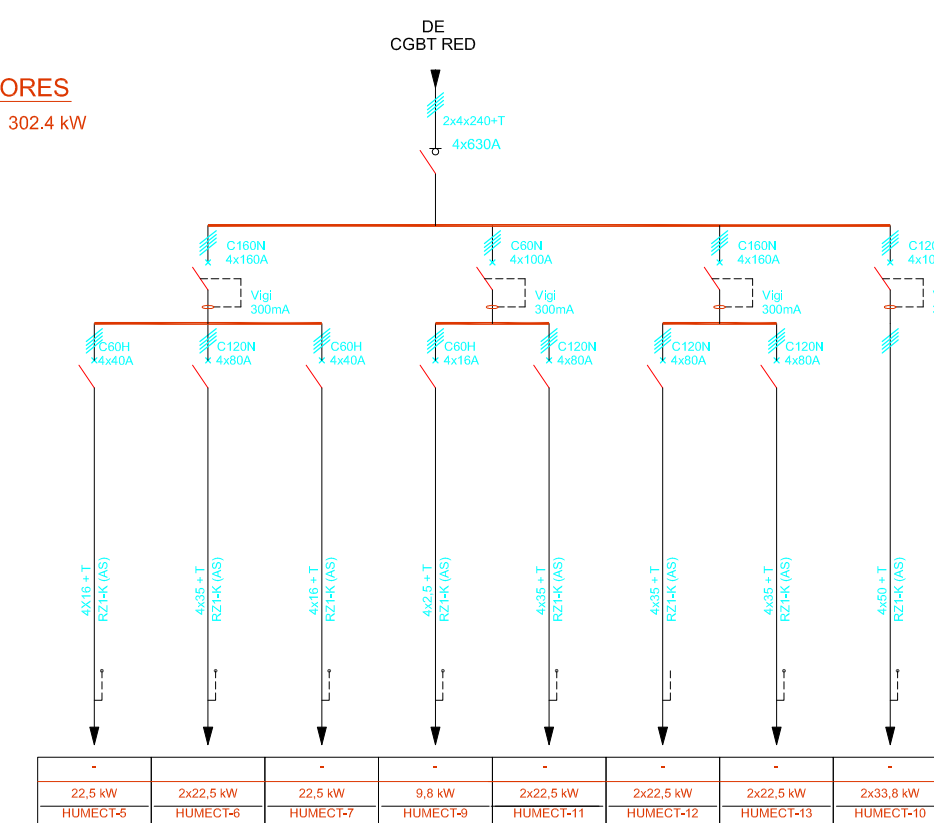 DE
CGBT RED
ORES
302.4 kW
2x4x240+T
4x630A
C160N
4x160A
Vigi
300mA
C60N
4x100A
Vigi
300mA
C160N
4x160A
Vigi
300mA
C60H
4x40A
C120N
4x80A
C60H
4x40A
C60H
4x16A
C120N
4x80A
C120N
4x80A
C120N
4x80A
4X16 + T
RZ1-K (AS)
4x35 + T
RZ1-K (AS)
4x16 + T
RZ1-K (AS)
4x2,5 + T
RZ1-K (AS)
4x35 + T
RZ1-K (AS)
4x35 + T
RZ1-K (AS)
4x35 + T
RZ1-K (AS)
4x50 + T
RZ1-K (AS)
- - - - - - - -
22,5 kW 2x22,5 kW 22,5 kW 9,8 kW 2x22,5 kW 2x22,5 kW 2x22,5 kW 2x33,8 kW
HUMECT-5 HUMECT-6 HUMECT-7 HUMECT-9 HUMECT-11 HUMECT-12 HUMECT-13 HUMECT-10